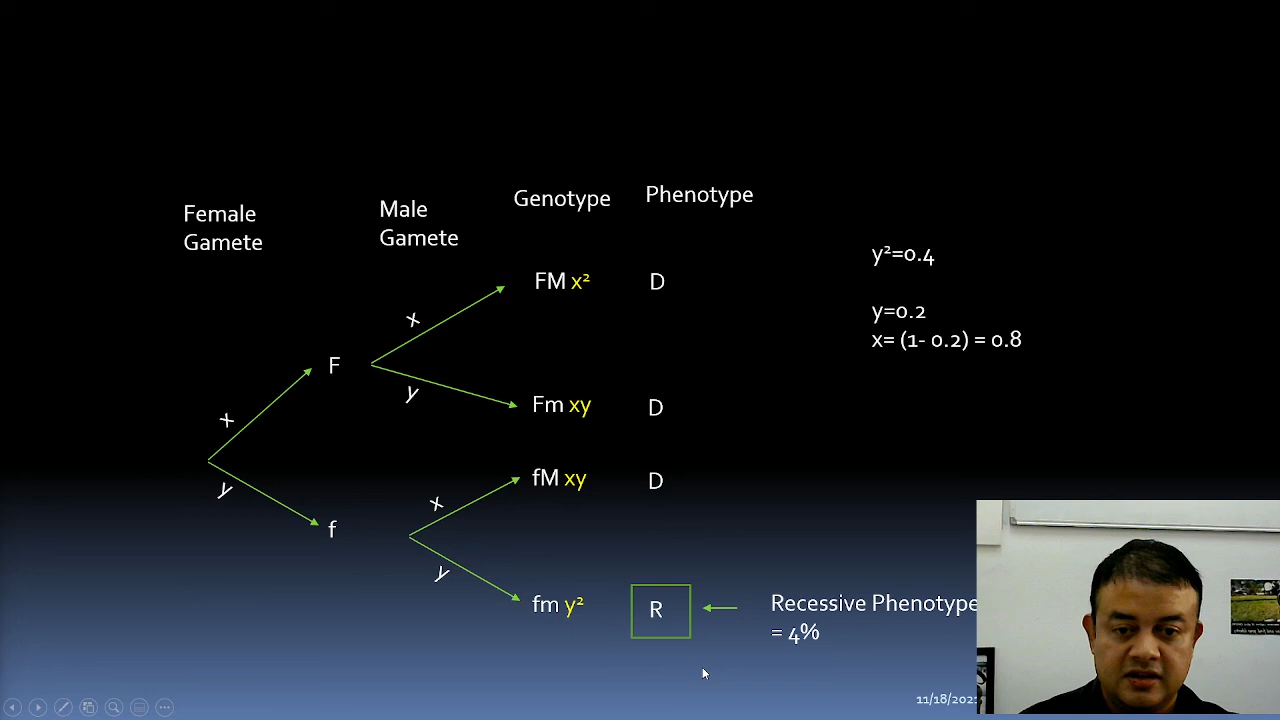 Female
Gamete
Male
Gamete
Genotype
Phenotype
FM x²
D
y²=0.4
x
F
y
y=0.2
x= (1- 0.2) = 0.8
Fm xy
D
x
y
f
x
y
fM xy
D
fm y²
R
Recessive Phenotype
= 4%
11/18/202